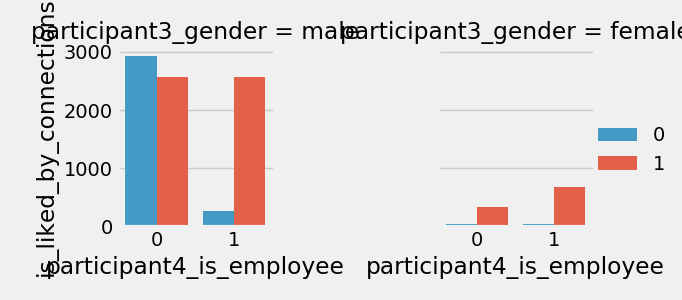 participant3_gender = male
participant3_gender = female
is_liked_by_connections
3000
2000
1000
0
0 1
0 1
participant4_is_employee
participant4_is_employee
0
1